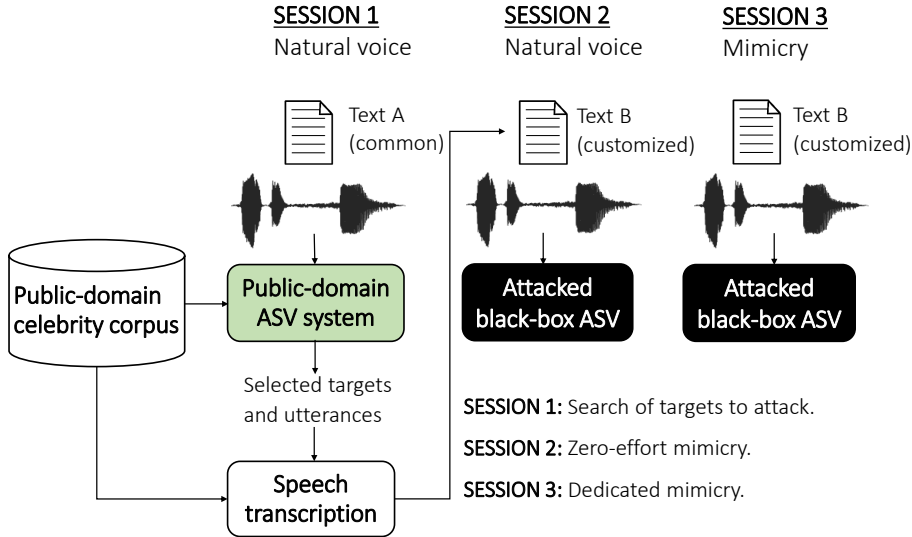 SESSION 1
Natural voice
SESSION 2
Natural voice
SESSION 3
Mimicry
Text A
(common)
Text B
(customized)
Text B
(customized)
Public-domain
celebrity corpus
Public-domain
ASV system
Attacked
black-box ASV
Attacked
black-box ASV
Selected targets
and utterances
Speech
transcription
SESSION 1: Search of targets to attack.
SESSION 2: Zero-effort mimicry.
SESSION 3: Dedicated mimicry.